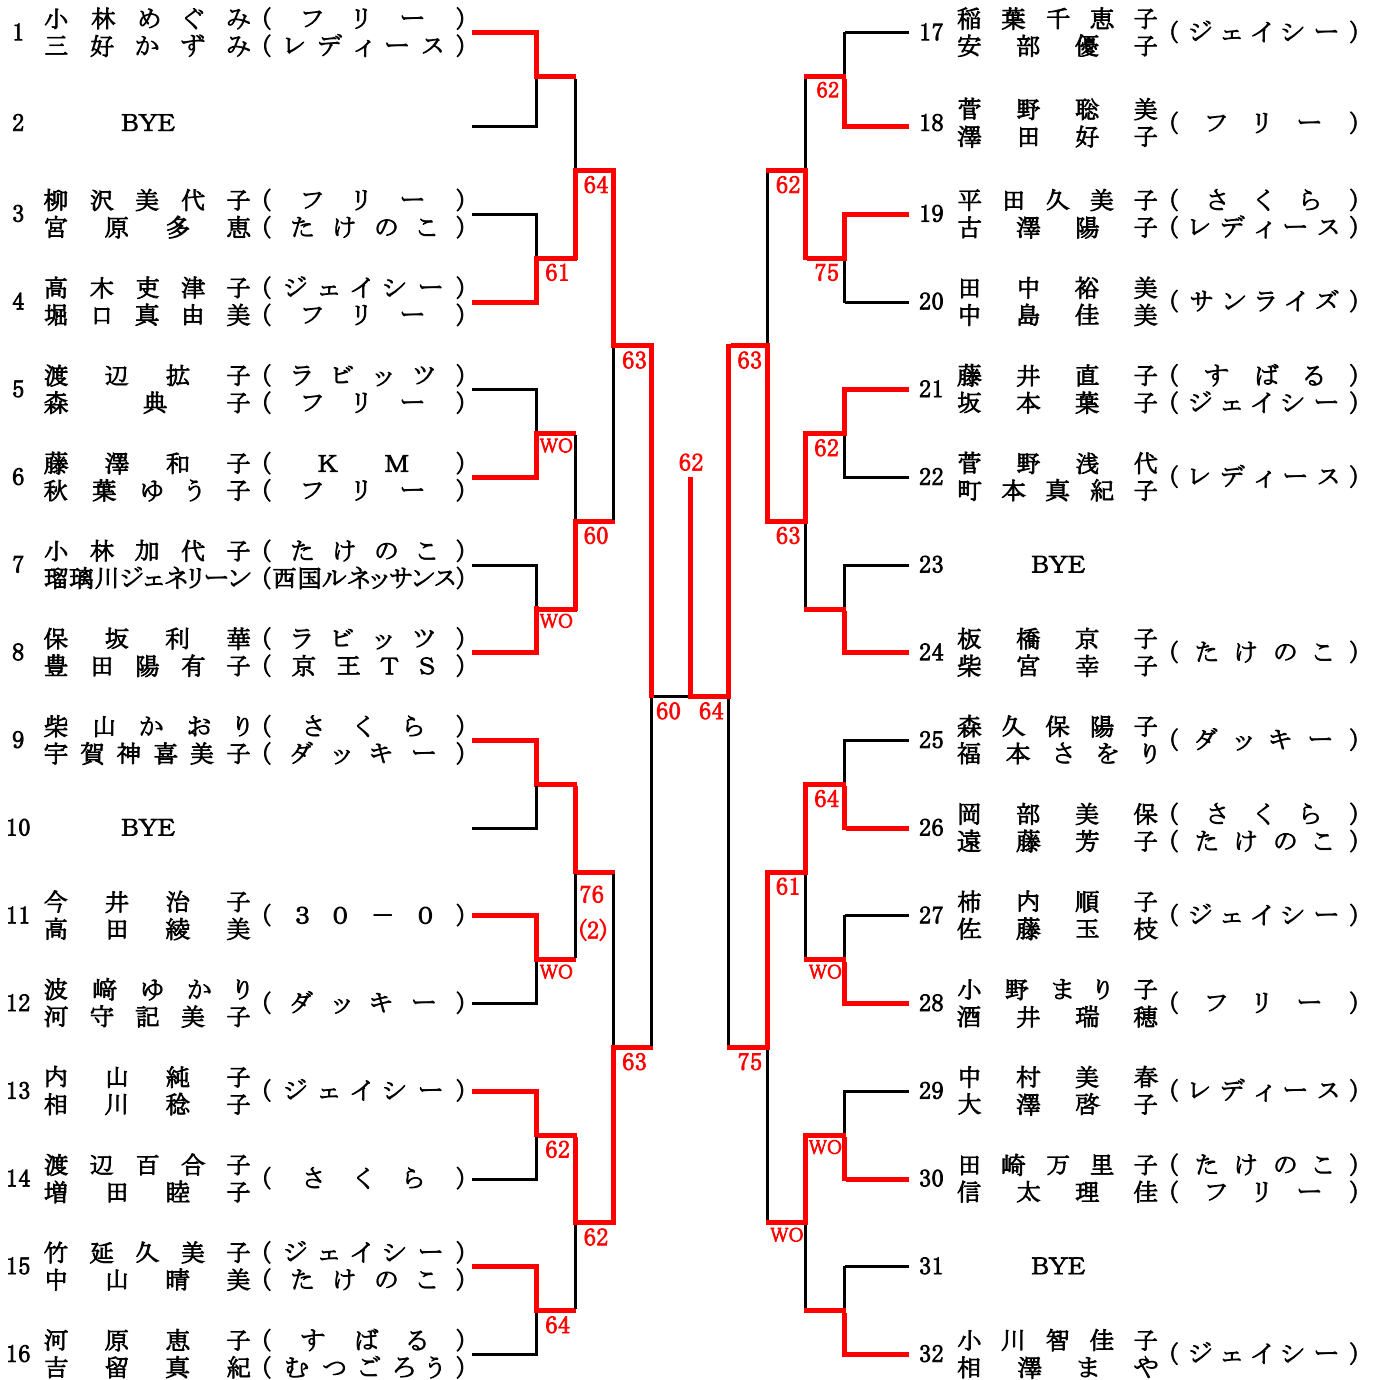 1 小林めぐみ(フリー)
三好かずみ(レディース)
2 BYE
3 柳沢美代子(フリー)
宮原多恵(たけのこ)
64
61
4 高木吏津子(ジェイシー)
堀口真由美(フリー)
63
5 渡辺拡子(ラビッツ)
森典子(フリー)
WO
6 藤澤和子(KM)
秋葉ゆう子(フリー)
60
7 小林加代子(たけのこ)
瑠璃川ジェネリーン(西国ルネッサンス)
WO
8 保坂利華(ラビッツ)
豊田陽有子(京王TS)
9 柴山かおり(さくら)
宇賀神喜美子(ダッキー)
10 BYE
76
(2)
11 今井治子(30－0)
高田綾美
WO
12 波﨑ゆかり(ダッキー)
河守記美子
63
13 内山純子(ジェイシー)
相川稔子
62
14 渡辺百合子(さくら)
増田睦子
62
15 竹延久美子(ジェイシー)
中山晴美(たけのこ)
64
16 河原恵子(すばる)
吉留真紀(むつごろう)
62
60 64
17 稲葉千恵子(ジェイシー)
安部優子
62
18 菅野聡美(フリー)
澤田好子
62
19 平田久美子(さくら)
古澤陽子(レディース)
75
20 田中裕美(サンライズ)
中島佳美
63
21 藤井直子(すばる)
坂本葉子(ジェイシー)
62
22 菅野浅代(レディース)
町本真紀子
63
23 BYE
24 板橋京子(たけのこ)
柴宮幸子
25 森久保陽子(ダッキー)
福本さをり
64
26 岡部美保(さくら)
遠藤芳子(たけのこ)
61
27 柿内順子(ジェイシー)
佐藤玉枝
WO
28 小野まり子(フリー)
酒井瑞穂
75
29 中村美春(レディース)
大澤啓子
WO
30 田崎万里子(たけのこ)
信太理佳(フリー)
WO
31 BYE
32 小川智佳子(ジェイシー)
相澤まや